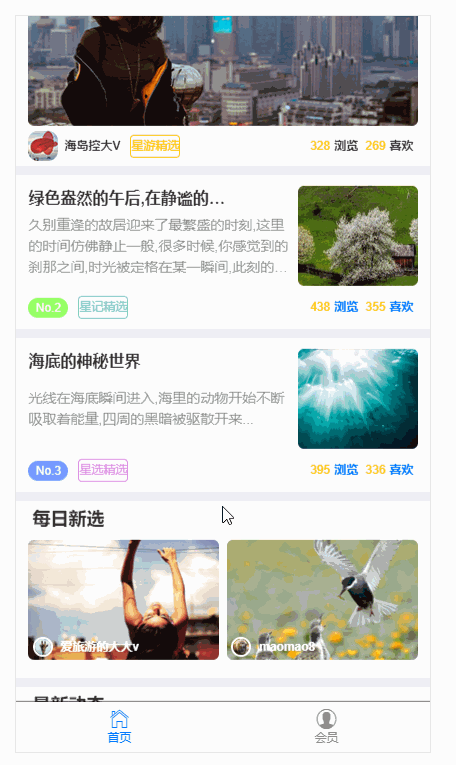 海岛控大V 星游精选 328 浏览 269 喜欢
绿色盎然的午后,在静谧的...
久别重逢的故居迎来了最繁盛的时刻,这里
的时间仿佛静止一般,很多时候,你感觉到的
刹那之间,时光被定格在某一瞬间,此刻的...
No.2 星记精选 438 浏览 355 喜欢
海底的神秘世界
光线在海底瞬间进入,海里的动物开始不断
吸取着能量,四周的黑暗被驱散开来...
No.3 星选精选 395 浏览 336 喜欢
每日新选
爱旅游的大大v maomao8
最新动态
首页 会员